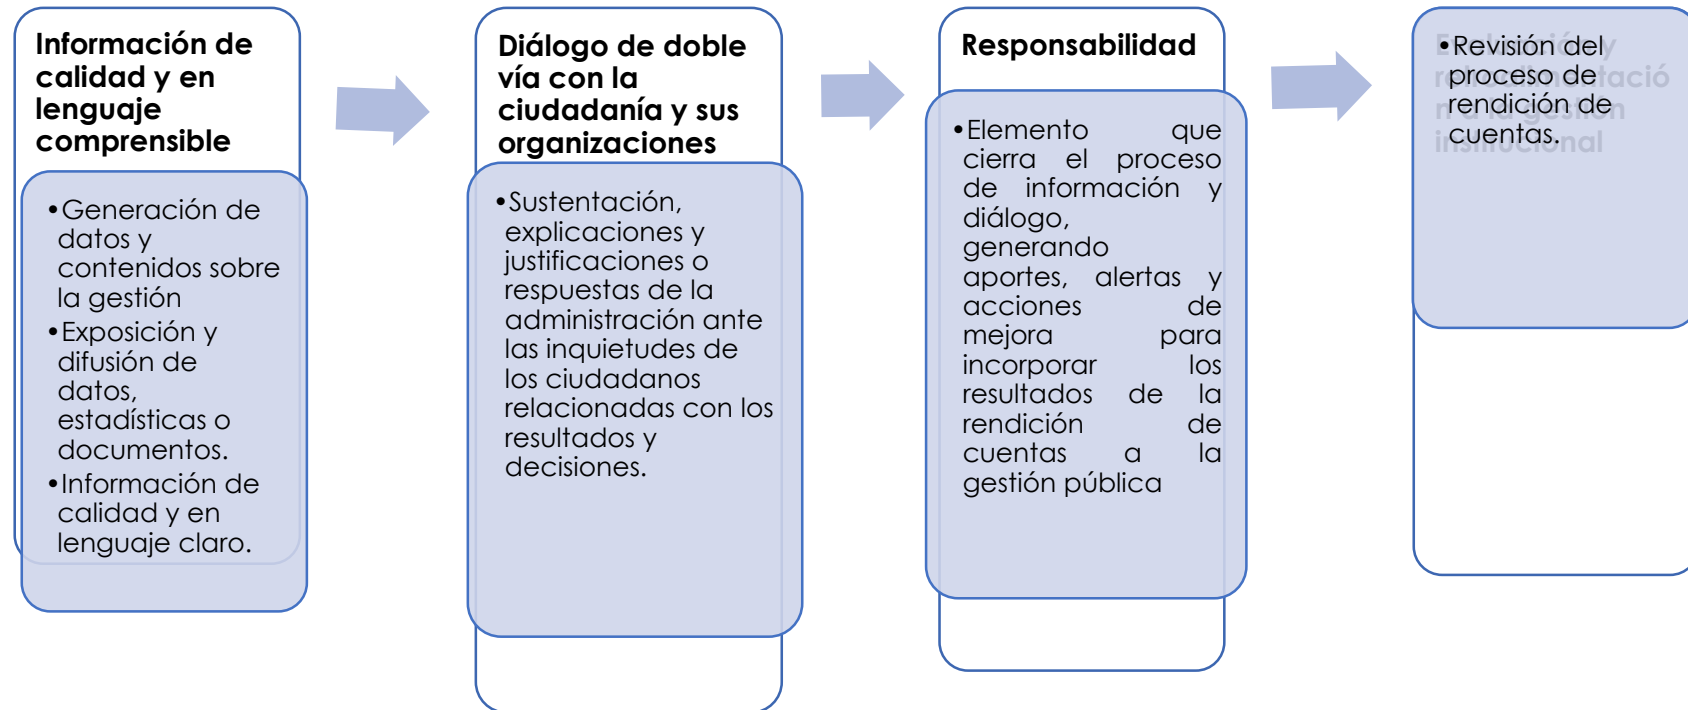 Información de
calidad y en
lenguaje
comprensible
•Generación de
datos y
contenidos sobre
la gestión
•Exposición y
difusión de
datos,
estadísticas o
documentos.
•Información de
calidad y en
lenguaje claro.
Diálogo de doble
vía con la
ciudadanía y sus
organizaciones
•Sustentación,
explicaciones y
justificaciones o
respuestas de la
administración ante
las inquietudes de
los ciudadanos
relacionadas con los
resultados y
decisiones.
Responsabilidad
•Elemento que
cierra el proceso
de información y
diálogo,
generando
aportes, alertas y
acciones de
mejora para
incorporar los
resultados de la
rendición de
cuentas a la
gestión pública
y
retroalimentació
n a la gestión
institucional
•Revisión del
proceso de
rendición de
cuentas.